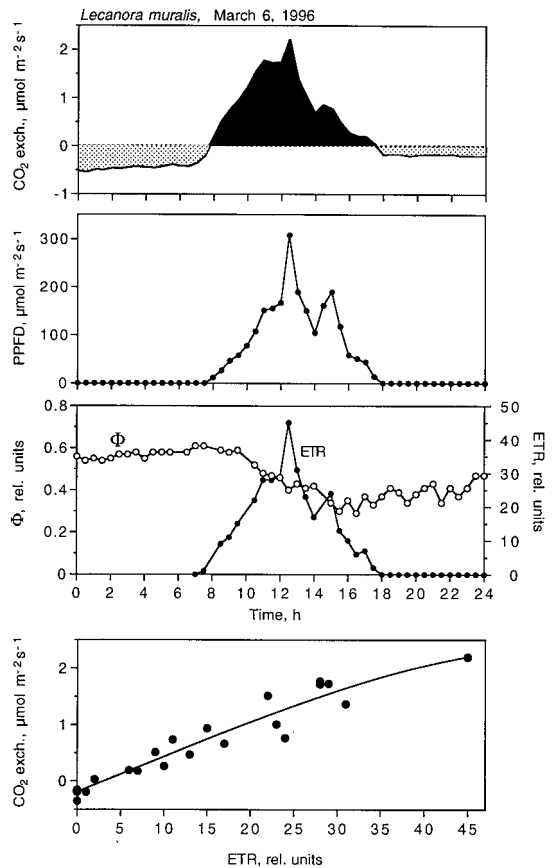 Lecanora muralis, March 6, 1996
CO₂ exch., µmol m⁻²s⁻¹
2
1
0
-1
PPFD, µmol m⁻²s⁻¹
300
200
100
0
Φ, rel. units
0.8
0.6
0.4
0.2
0
Φ
ETR
50
40
30
20
10
0
ETR, rel. units
0 2 4 6 8 10 12 14 16 18 20 22 24
Time, h
CO₂ exch., µmol m⁻²s⁻¹
2
1
0
0 5 10 15 20 25 30 35 40 45
ETR, rel. units